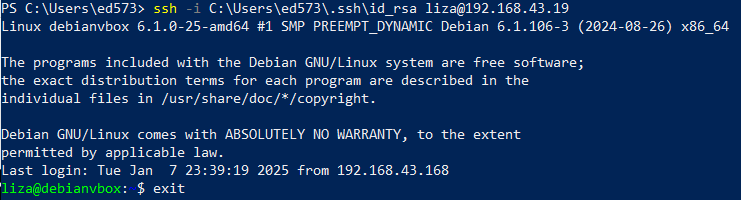 PS C:\Users\ed573> ssh -i C:\Users\ed573\.ssh\id_rsa liza@192.168.43.19
Linux debianvbox 6.1.0-25-amd64 #1 SMP PREEMPT_DYNAMIC Debian 6.1.106-3 (2024-08-26) x86_64

The programs included with the Debian GNU/Linux system are free software;
the exact distribution terms for each program are described in the
individual files in /usr/share/doc/*/copyright.

Debian GNU/Linux comes with ABSOLUTELY NO WARRANTY, to the extent
permitted by applicable law.
Last login: Tue Jan  7 23:39:19 2025 from 192.168.43.168
liza@debianvbox: $ exit